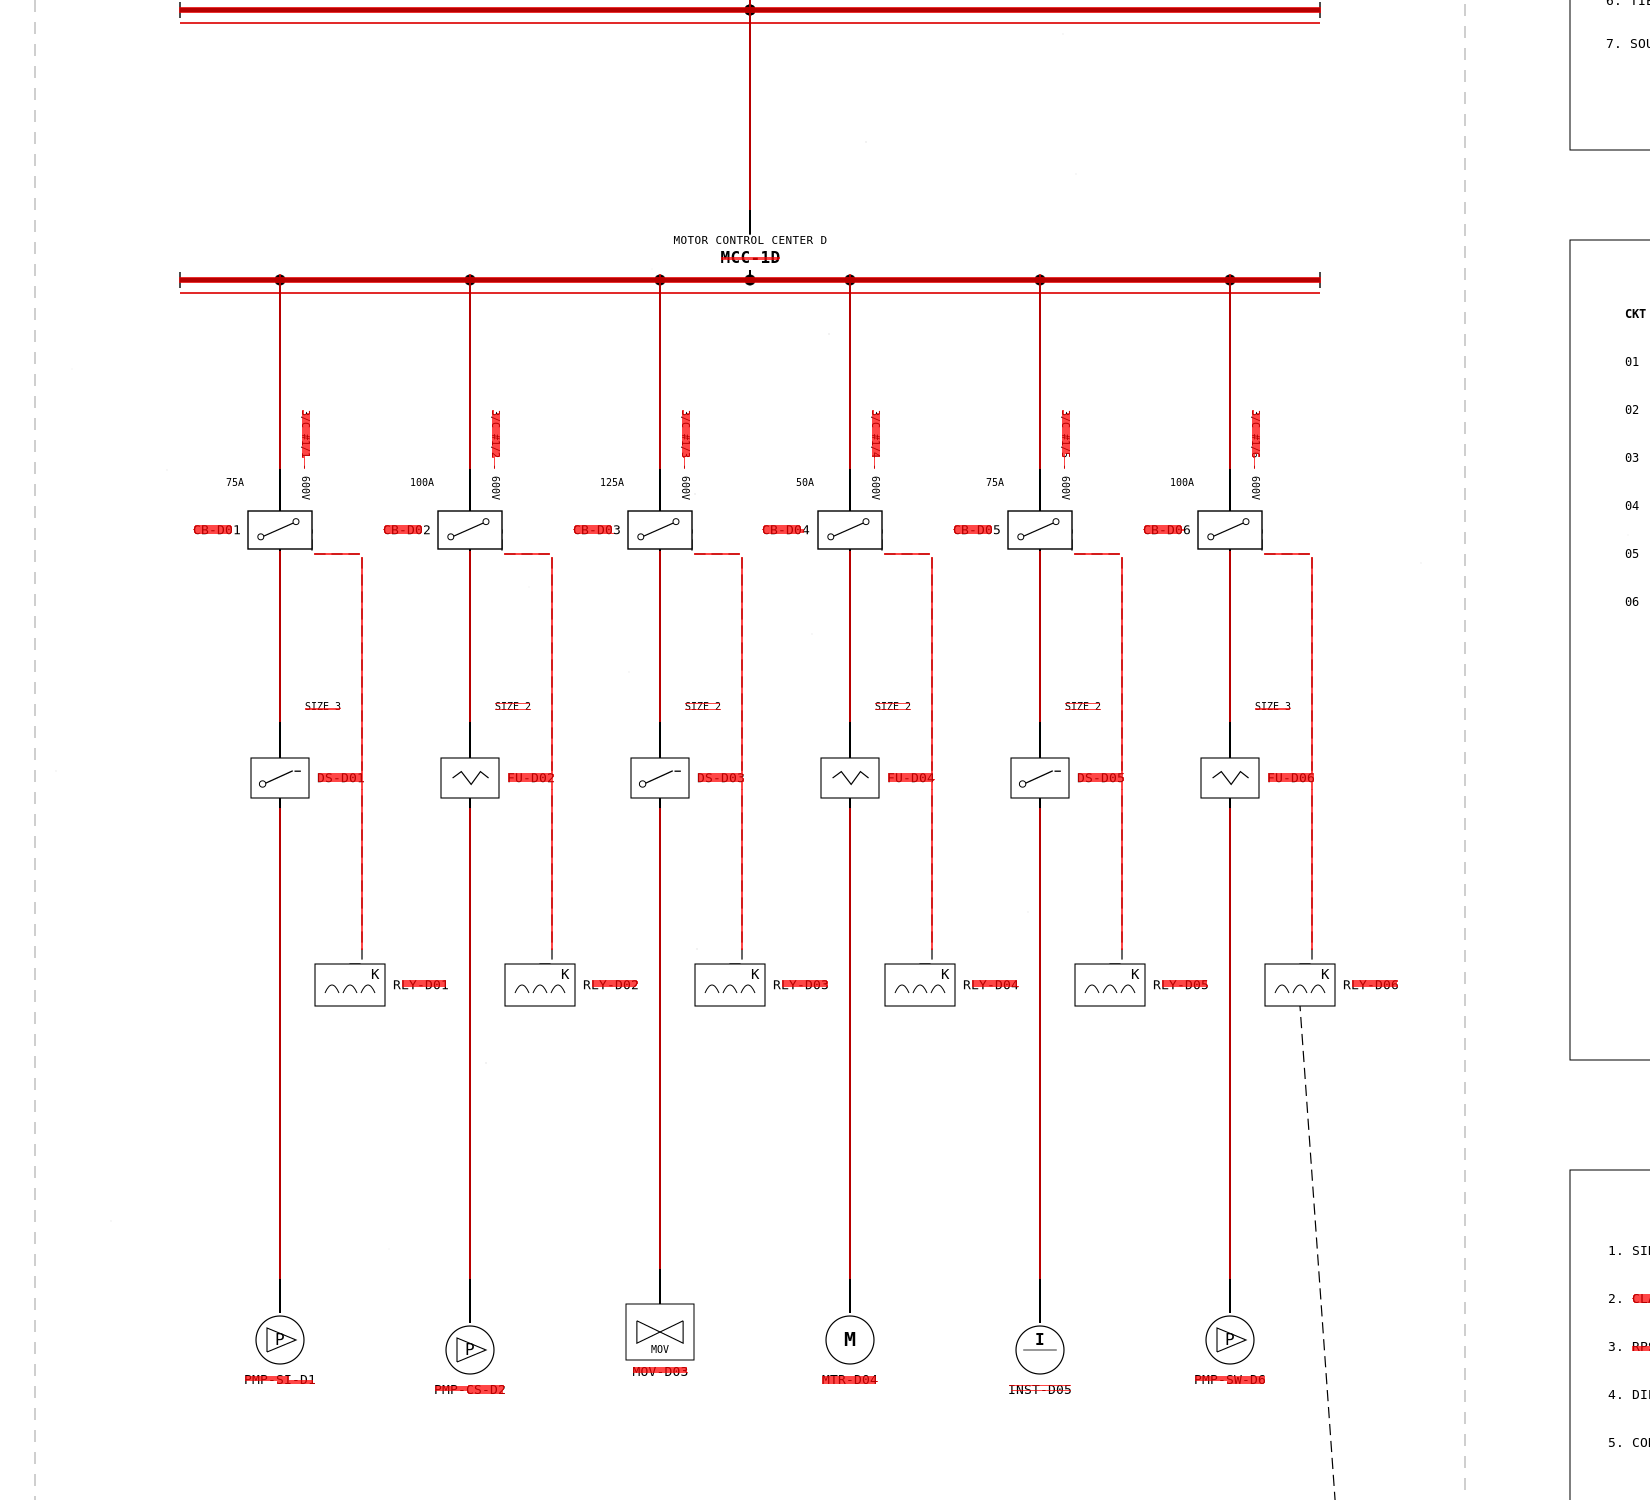 7. SOU
MOTOR CONTROL CENTER D
MCC-1D
CKT
01
02
03
04
05
06
3/C #1/1 — 600V
3/C #1/2 — 600V
3/C #1/3 — 600V
3/C #1/4 — 600V
3/C #1/5 — 600V
3/C #1/6 — 600V
75A 100A 125A 50A 75A 100A
CB-D01 CB-D02 CB-D03 CB-D04 CB-D05 CB-D06
SIZE 3 SIZE 2 SIZE 2 SIZE 2 SIZE 2 SIZE 3
DS-D01 FU-D02 DS-D03 FU-D04 DS-D05 FU-D06
K K K K K K
RLY-D01 RLY-D02 RLY-D03 RLY-D04 RLY-D05 RLY-D06
P P MOV M I P
PMP-SI-D1 PMP-CS-D2 MOV-D03 MTR-D04 INST-D05 PMP-SW-D6
1. SI
2. CL
3. RP
4. DI
5. CO